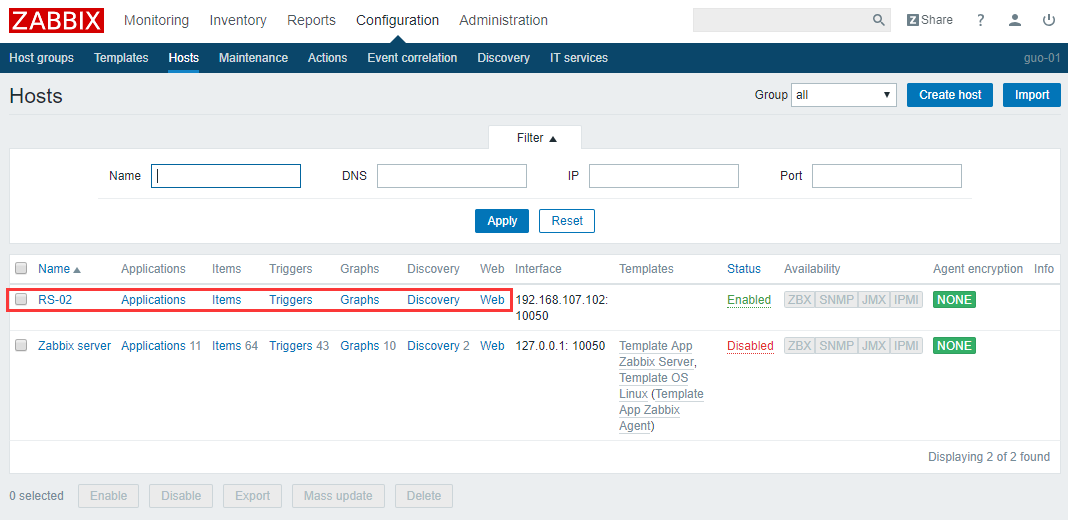 ZABBIX Monitoring Inventory Reports Configuration Administration Z Share ?
Host groups Templates Hosts Maintenance Actions Event correlation Discovery IT services guo-01
Hosts Group all Create host Import
Filter
Name DNS IP Port
Apply Reset
Name Applications Items Triggers Graphs Discovery Web Interface Templates Status Availability Agent encryption Info
RS-02 Applications Items Triggers Graphs Discovery Web 192.168.107.102: Enabled ZBX SNMP JMX IPMI NONE
10050
Zabbix server Applications 11 Items 64 Triggers 43 Graphs 10 Discovery 2 Web 127.0.0.1: 10050 Template App Disabled ZBX SNMP JMX IPMI NONE
Zabbix Server,
Template OS
Linux (Template
App Zabbix
Agent)
Displaying 2 of 2 found
0 selected Enable Disable Export Mass update Delete